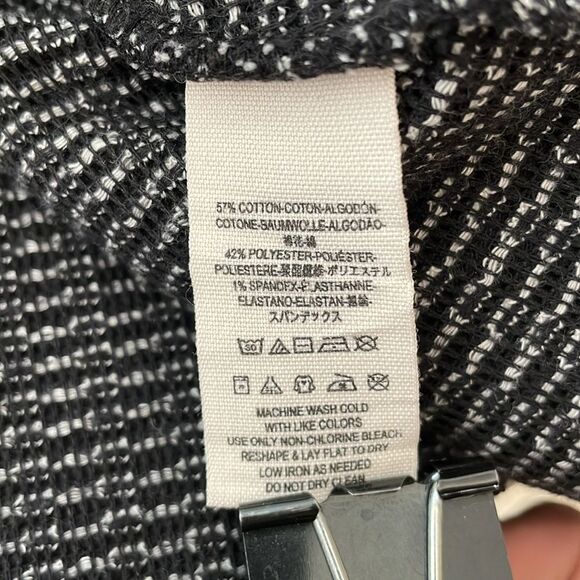 57% COTTON-COTON-ALGODÓN-
COTONE-BAUMWOLLE-ALGODÃO-
棉花-綿
42% POLYESTER-POLIÉSTER-
POLIESTERE-聚酯纖維-ポリエステル
1% SPANDEX-ÉLASTHANNE-
ELASTANO-ELASTAN-
スパンデックス
MACHINE WASH COLD
WITH LIKE COLORS
USE ONLY NON-CHLORINE BLEACH
RESHAPE & LAY FLAT TO DRY
LOW IRON AS NEEDED
DO NOT DRY CLEAN